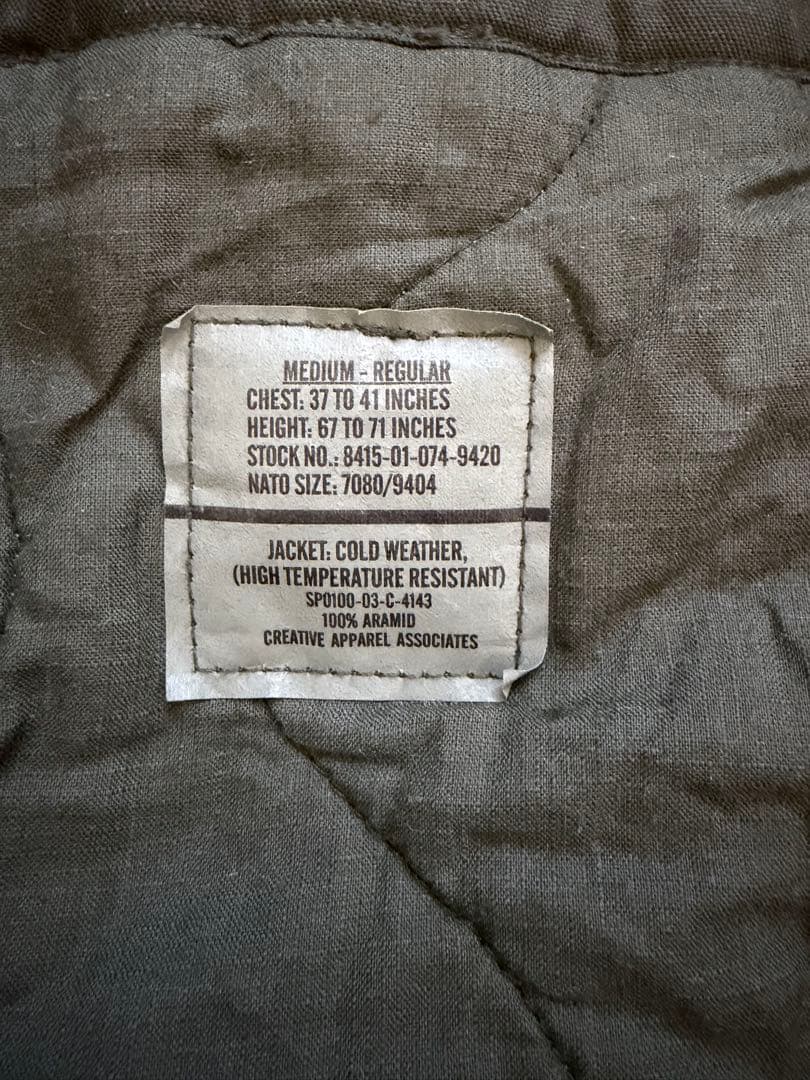 MEDIUM - REGULAR
CHEST: 37 TO 41 INCHES
HEIGHT: 67 TO 71 INCHES
STOCK NO.: 8415-01-074-9420
NATO SIZE: 7080/9404
JACKET: COLD WEATHER,
(HIGH TEMPERATURE RESISTANT)
SP0100-03-C-4143
100% ARAMID
CREATIVE APPAREL ASSOCIATES